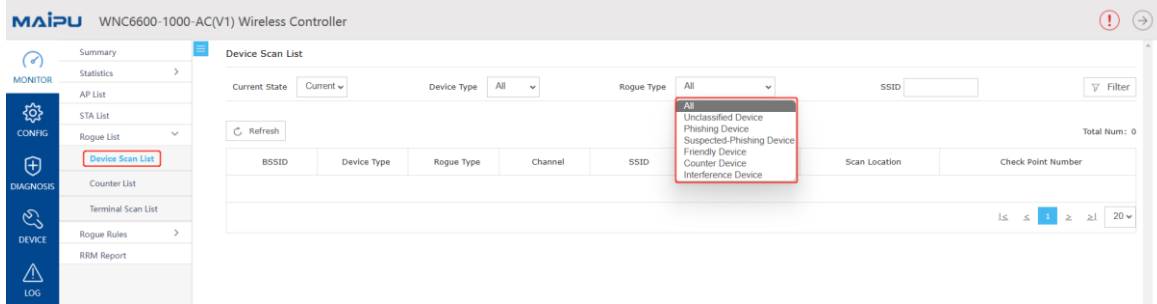 MAIPU WNC6600-1000-AC(V1) Wireless Controller
MONITOR
CONFIG
DIAGNOSIS
DEVICE
LOG
Summary
Statistics
AP List
STA List
Rogue List
Device Scan List
Counter List
Terminal Scan List
Rogue Rules
RRM Report
Device Scan List
Current State Current Device Type All Rogue Type All SSID Filter
All
Unclassified Device
Phishing Device
Suspected-Phishing Device
Friendly Device
Counter Device
Interference Device
Refresh Total Num: 0
BSSID Device Type Rogue Type Channel SSID Scan Location Check Point Number
1 20